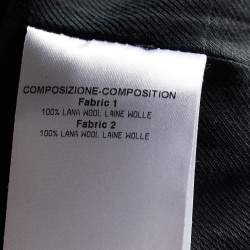 COMPOSIZIONE-COMPOSITION
Fabric 1
100% LANA WOOL LAINE WOLLE
Fabric 2
100% LANA WOOL LAINE WOLLE